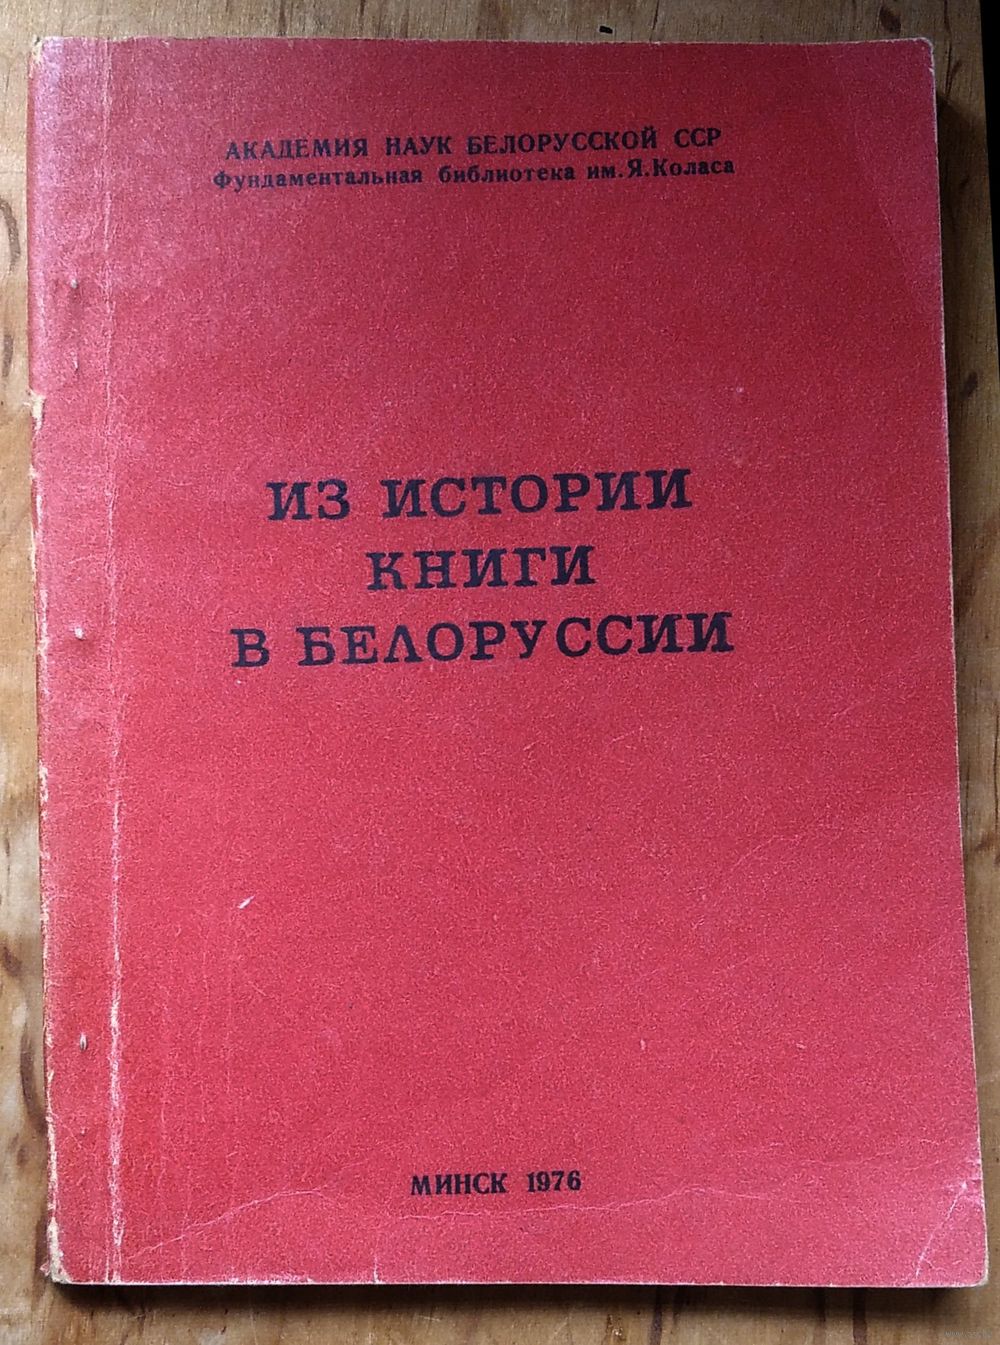 АКАДЕМИЯ НАУК БЕЛОРУССКОЙ ССР
Фундаментальная библиотека им. Я. Коласа
ИЗ ИСТОРИИ
КНИГИ
В БЕЛОРУССИИ
МИНСК 1976